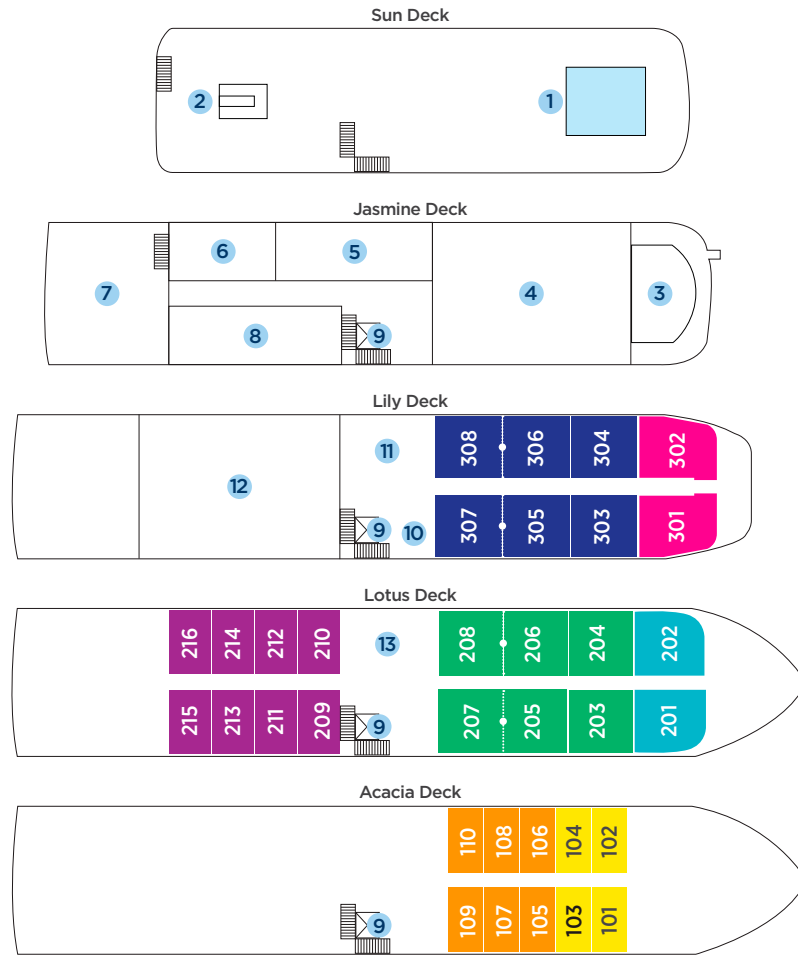 Sun Deck
2
1
Jasmine Deck
6
5
7
4
3
8
9
Lily Deck
308 306 304 302
11
12
9
10
307 305 303 301
Lotus Deck
216 214 212 210
13
208 206 204 202
215 213 211 209
9
207 205 203 201
Acacia Deck
110 108 106 104 102
109 107 105 103 101
9